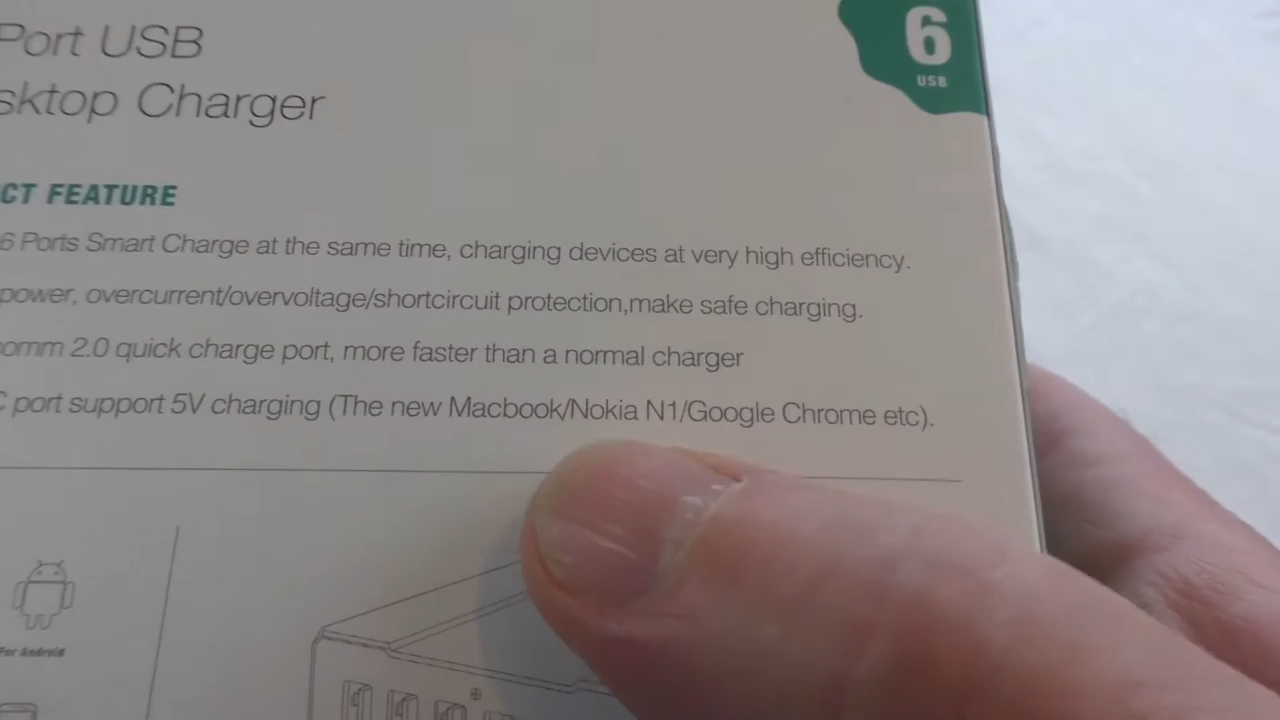 Port USB
6
USB
sktop Charger
CT FEATURE
6 Ports Smart Charge at the same time, charging devices at very high efficiency.
power, overcurrent/overvoltage/shortcircuit protection,make safe charging.
omm 2.0 quick charge port, more faster than a normal charger
C port support 5V charging (The new Macbook/Nokia N1/Google Chrome etc).
For Android